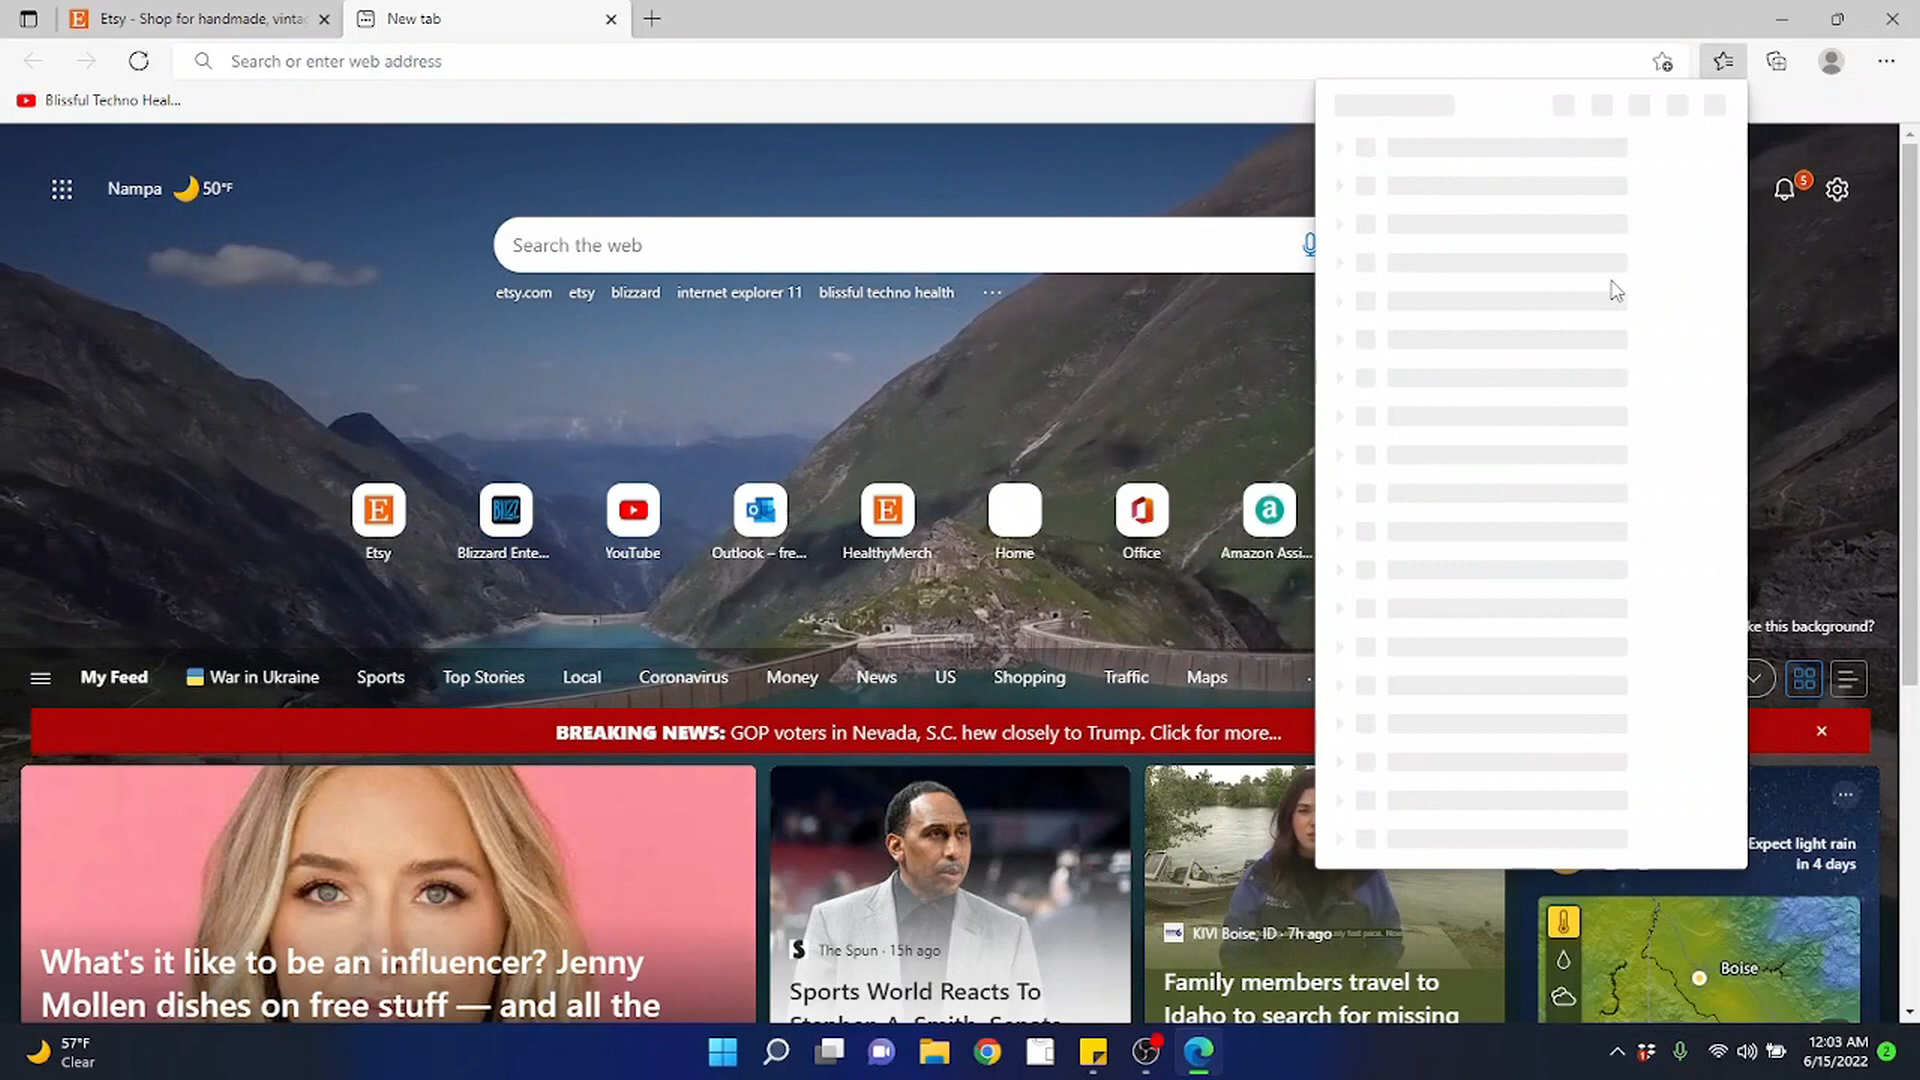 Etsy - Shop for handmade, vinta
New tab
Search or enter web address
Blissful Techno Heal...
Nampa 50°F
5
Search the web
etsy.com etsy blizzard internet explorer 11 blissful techno health ...
E BLIZZ E a
Etsy Blizzard Ente... YouTube Outlook – fre... HealthyMerch Home Office Amazon Assi...
ke this background?
My Feed War in Ukraine Sports Top Stories Local Coronavirus Money News US Shopping Traffic Maps
BREAKING NEWS: GOP voters in Nevada, S.C. hew closely to Trump. Click for more...
Expect light rain
in 4 days
The Spun · 15h ago
KIVI Boise, ID · 7h ago
What's it like to be an influencer? Jenny
Mollen dishes on free stuff — and all the
Sports World Reacts To
Stephen A. Smith, Senate
Family members travel to
Idaho to search for missing
Boise
57°F
Clear
12:03 AM
6/15/2022
2